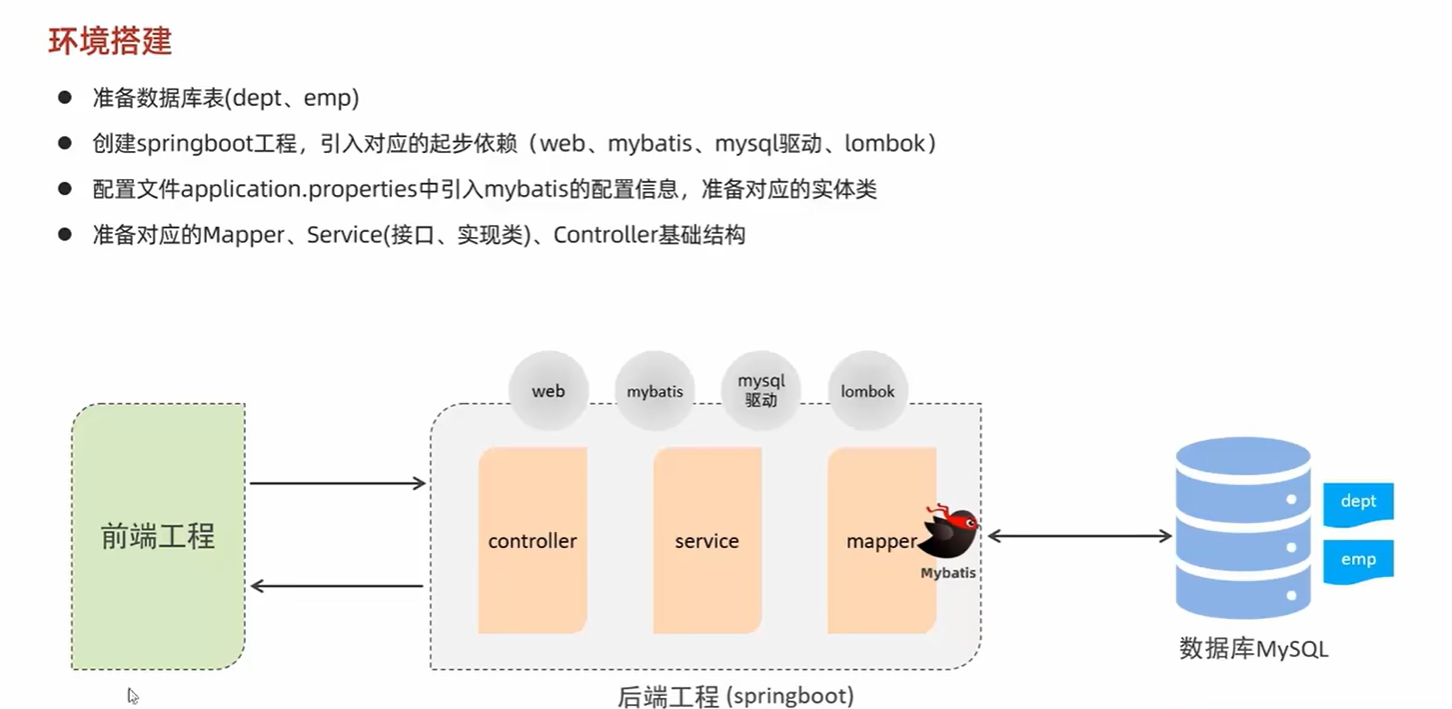 环境搭建
准备数据库表(dept、emp)
创建springboot工程，引入对应的起步依赖（web、mybatis、mysql驱动、lombok）
配置文件application.properties中引入mybatis的配置信息，准备对应的实体类
准备对应的Mapper、Service(接口、实现类)、Controller基础结构
web
mybatis
mysql
驱动
lombok
前端工程
controller
service
mapper
Mybatis
dept
emp
数据库MySQL
后端工程 (springboot)